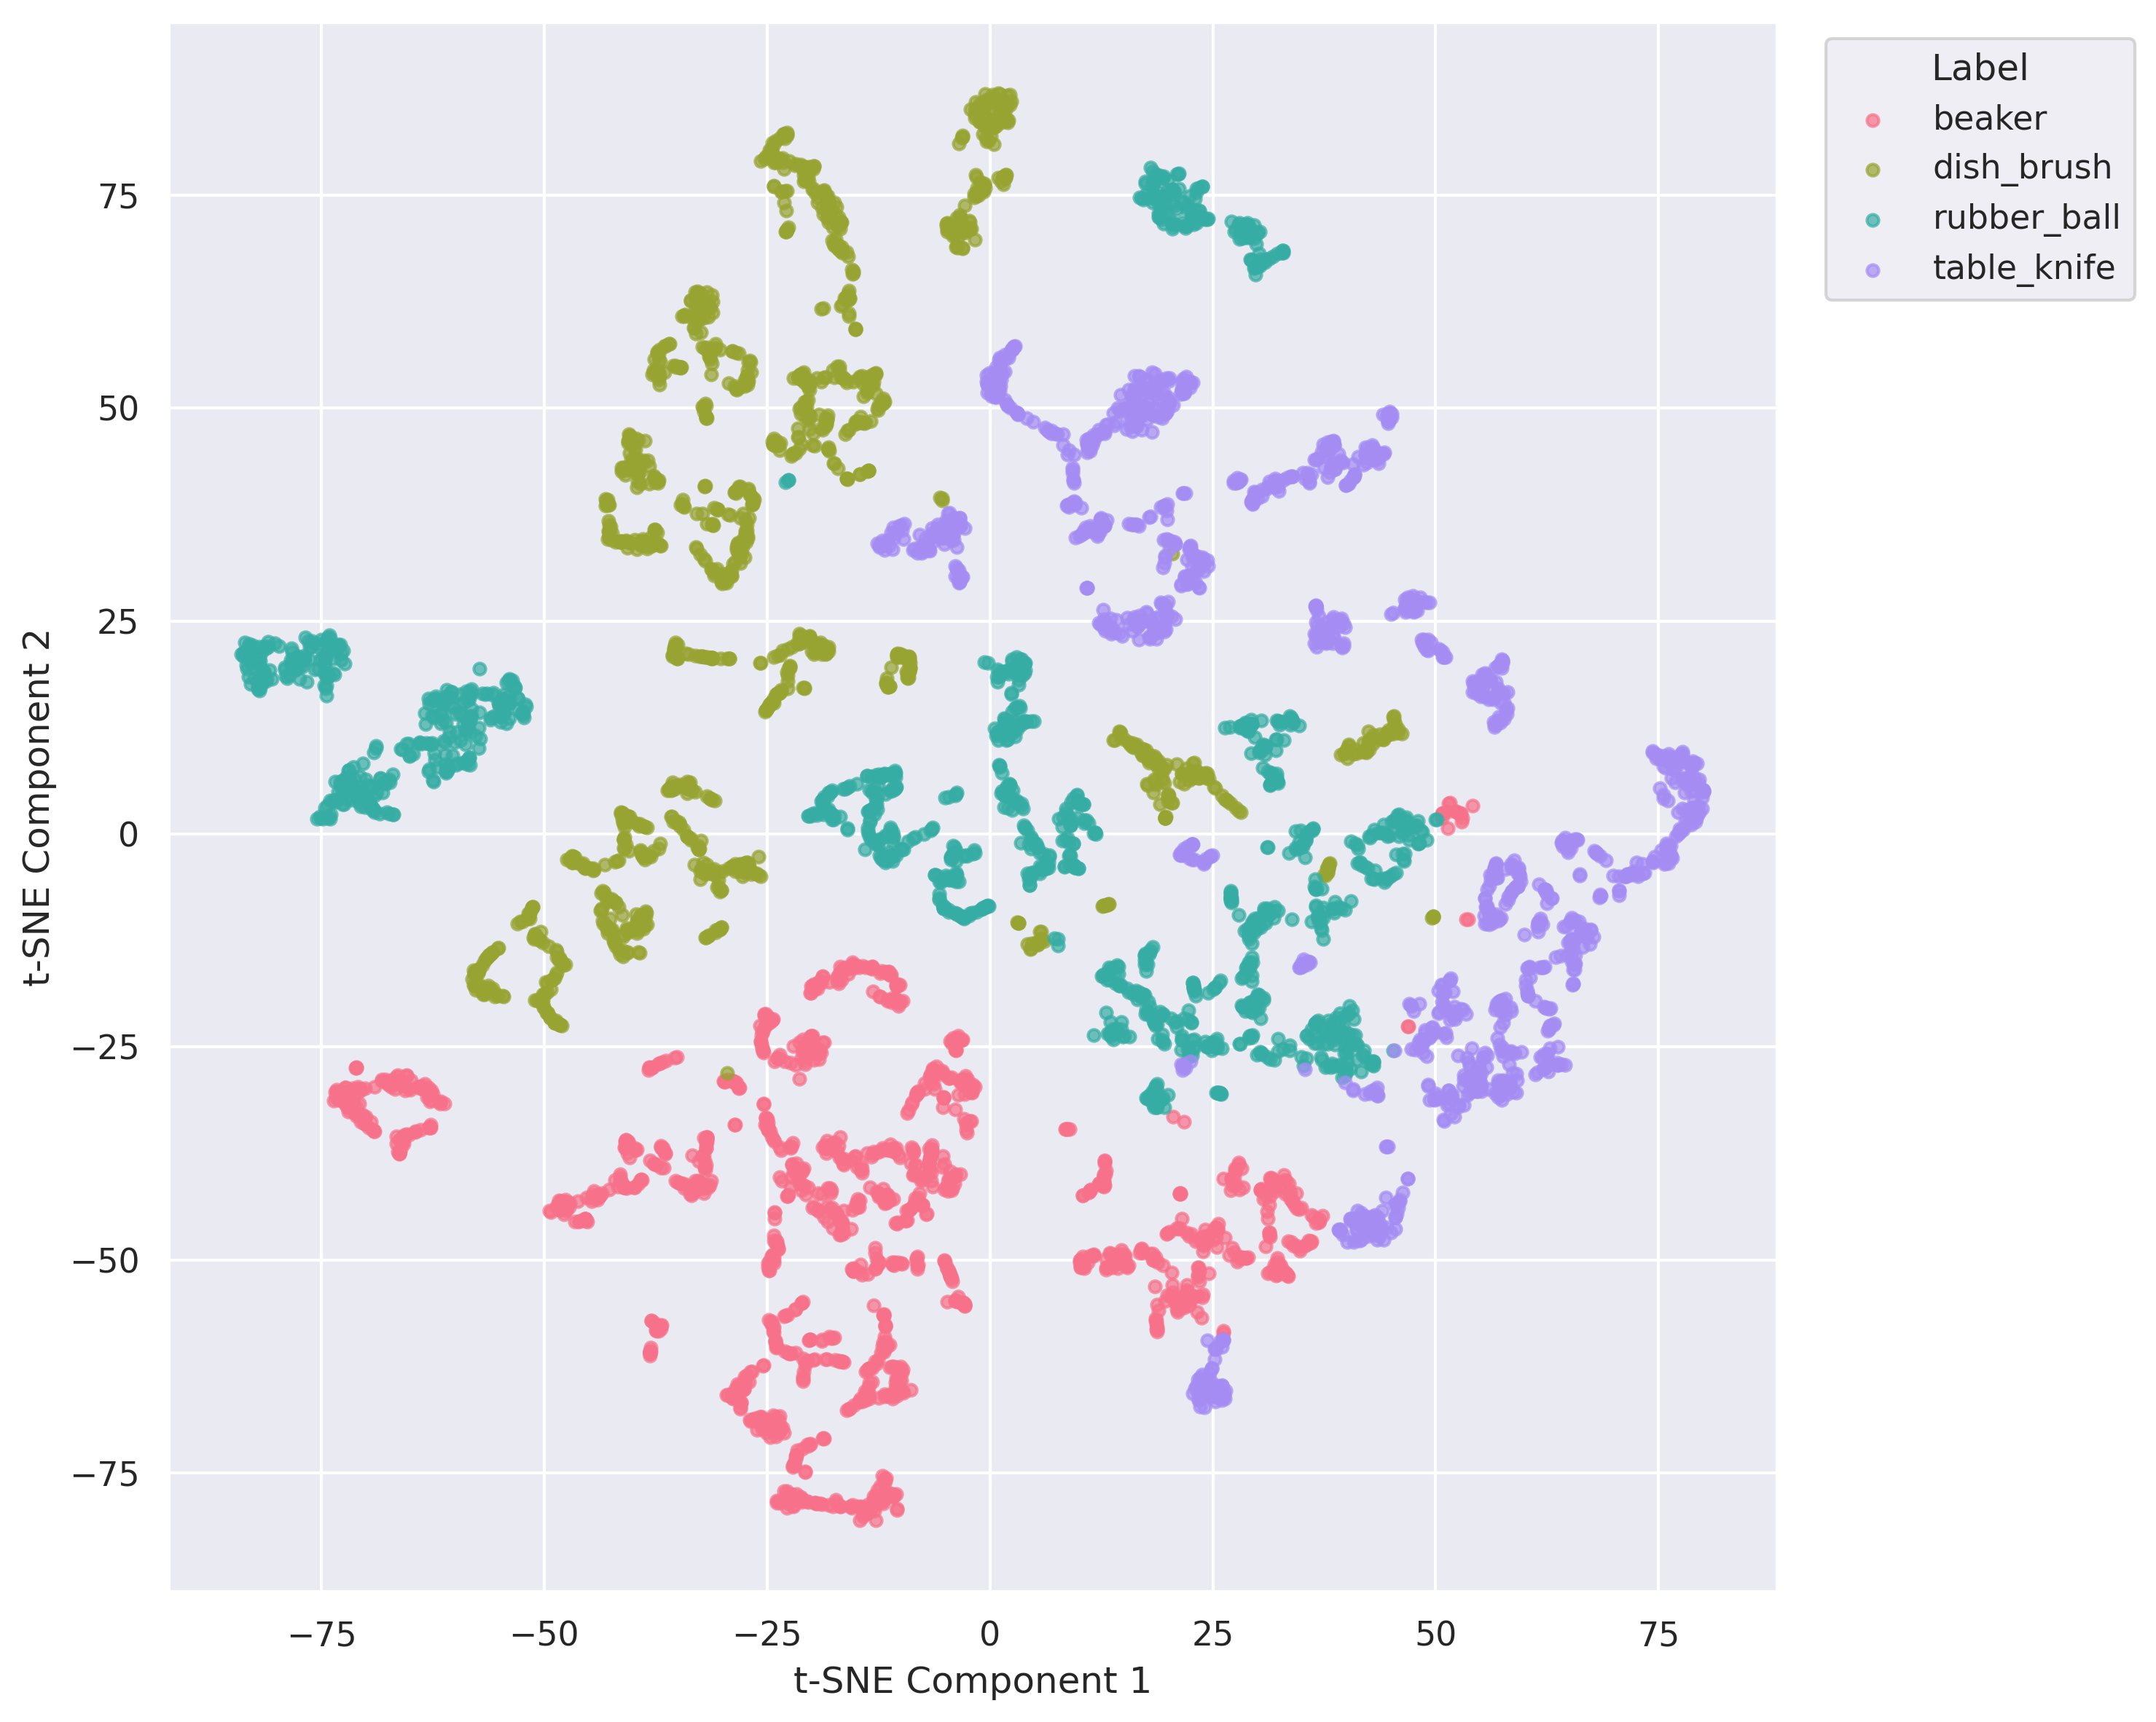 Label
beaker
dish_brush
rubber_ball
table_knife
75
50
25
0
−25
−50
−75
t-SNE Component 2
−75 −50 −25 0 25 50 75
t-SNE Component 1